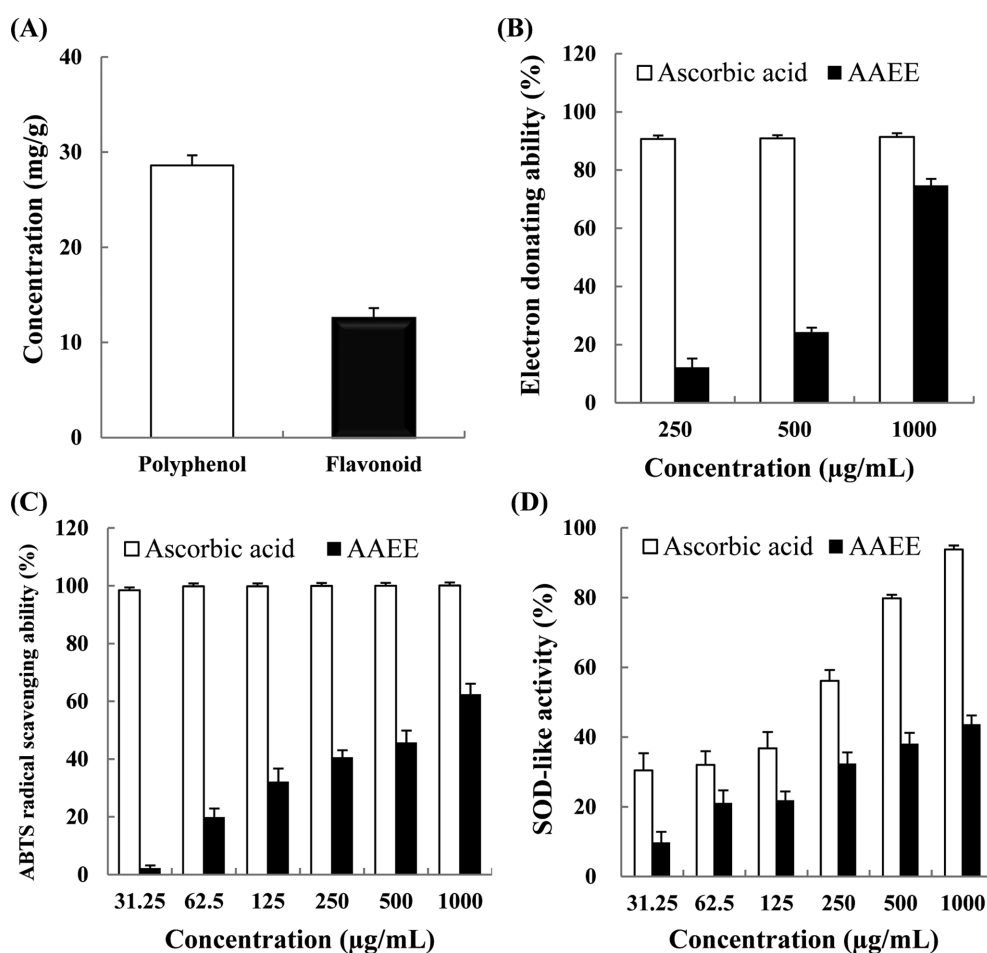 (A)
Concentration (mg/g)
40
30
20
10
0
Polyphenol Flavonoid
(B)
Electron donating ability (%)
120
100
80
60
40
20
0
Ascorbic acid AAEE
250 500 1000
Concentration (µg/mL)
(C)
ABTS radical scavenging ability (%)
120
100
80
60
40
20
0
Ascorbic acid AAEE
31.25 62.5 125 250 500 1000
Concentration (µg/mL)
(D)
SOD-like activity (%)
100
80
60
40
20
0
Ascorbic acid AAEE
31.25 62.5 125 250 500 1000
Concentration (µg/mL)